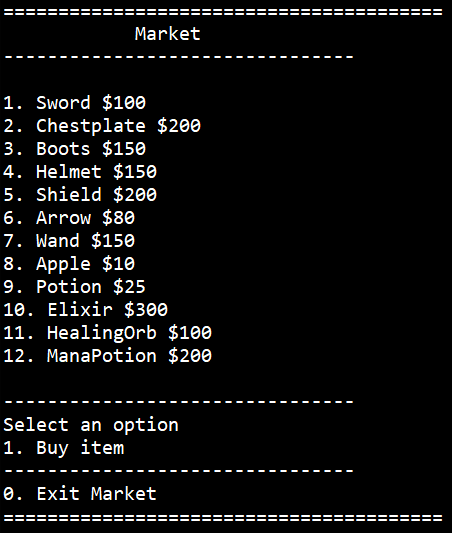 ========================================
            Market
--------------------------------

1. Sword $100
2. Chestplate $200
3. Boots $150
4. Helmet $150
5. Shield $200
6. Arrow $80
7. Wand $150
8. Apple $10
9. Potion $25
10. Elixir $300
11. HealingOrb $100
12. ManaPotion $200

--------------------------------
Select an option
1. Buy item
--------------------------------
0. Exit Market
========================================